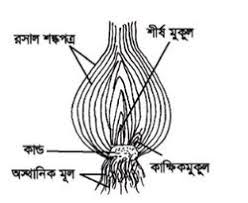 শীর্ষ মুকুল
রসাল শল্কপত্র
কান্ড
অস্থানিক মূল
কাক্ষিকমুকুল